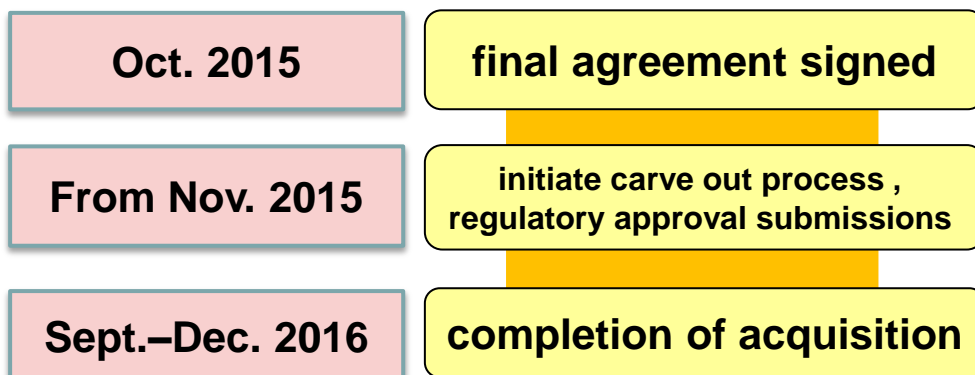 Oct. 2015
final agreement signed
From Nov. 2015
initiate carve out process ,
regulatory approval submissions
Sept.–Dec. 2016
completion of acquisition